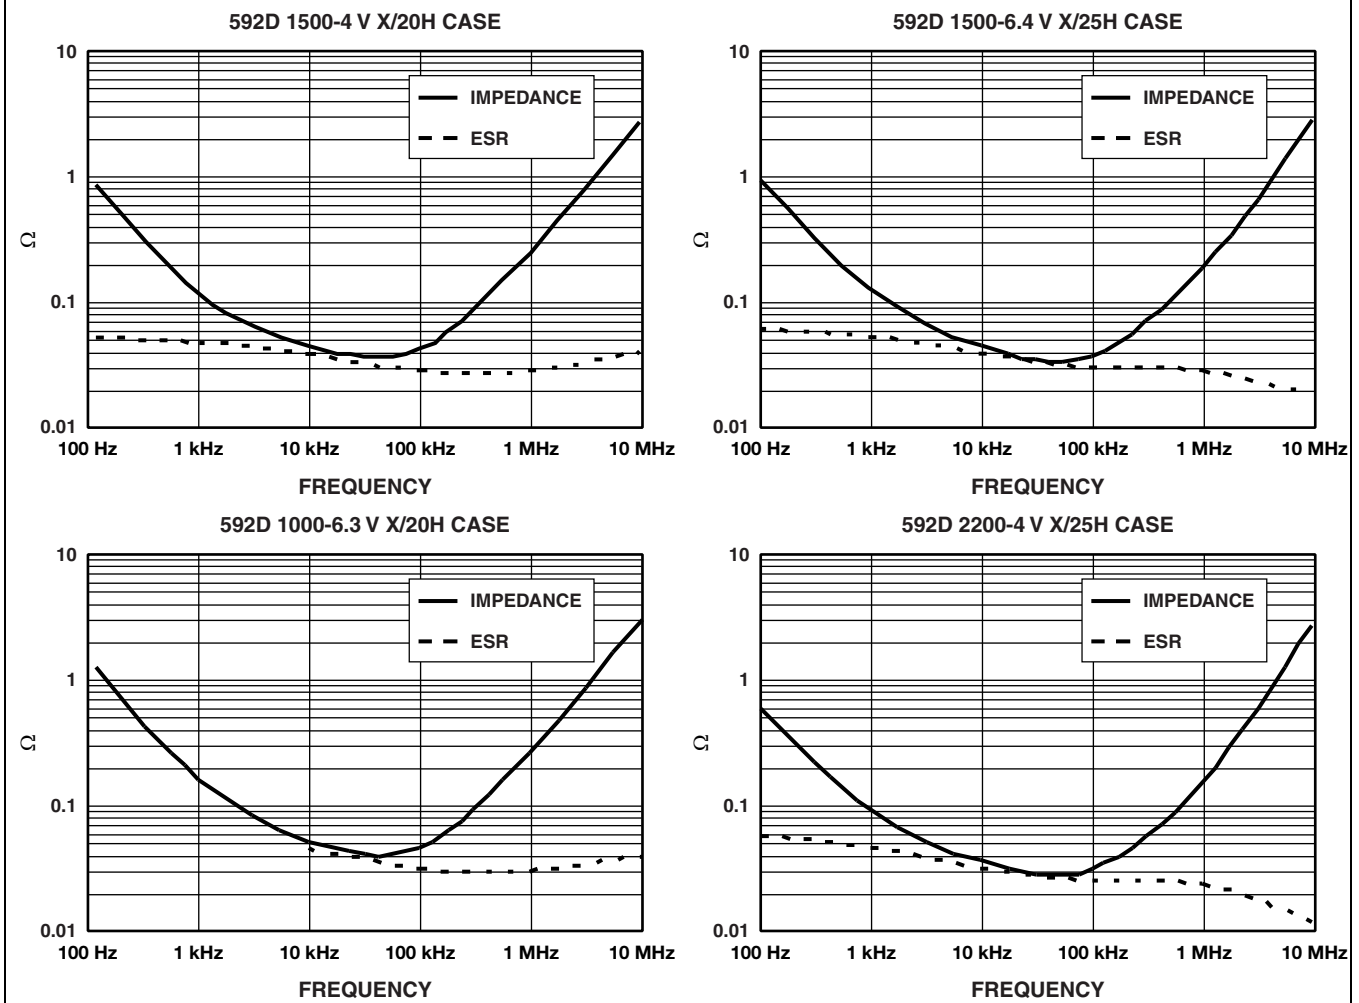 592D 1500-4 V X/20H CASE
10
1
0.1
0.01
Ω
IMPEDANCE
ESR
100 Hz 1 kHz 10 kHz 100 kHz 1 MHz 10 MHz
FREQUENCY
592D 1500-6.4 V X/25H CASE
10
1
0.1
0.01
Ω
IMPEDANCE
ESR
100 Hz 1 kHz 10 kHz 100 kHz 1 MHz 10 MHz
FREQUENCY
592D 1000-6.3 V X/20H CASE
10
1
0.1
0.01
Ω
IMPEDANCE
ESR
100 Hz 1 kHz 10 kHz 100 kHz 1 MHz 10 MHz
FREQUENCY
592D 2200-4 V X/25H CASE
10
1
0.1
0.01
Ω
IMPEDANCE
ESR
100 Hz 1 kHz 10 kHz 100 kHz 1 MHz 10 MHz
FREQUENCY